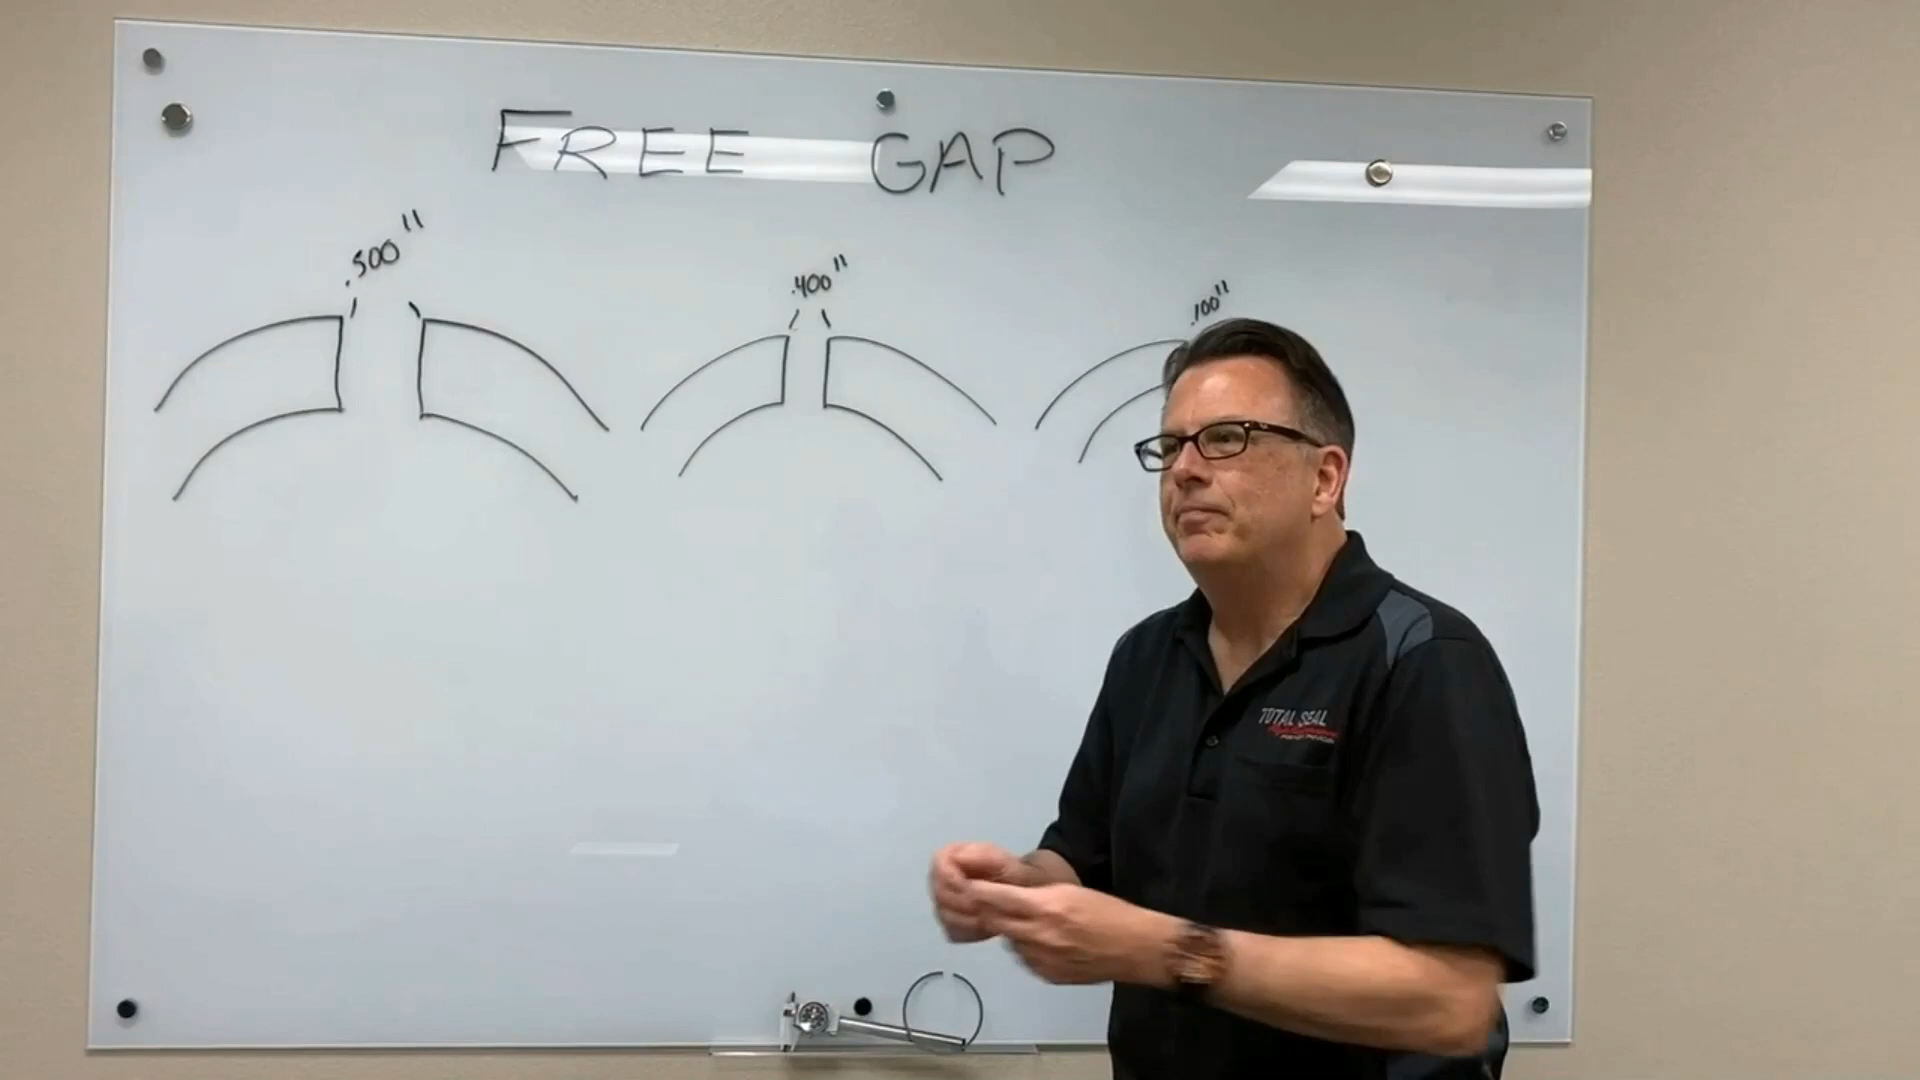 FREE GAP
.500"
.400"
.100"
TOTAL SEAL